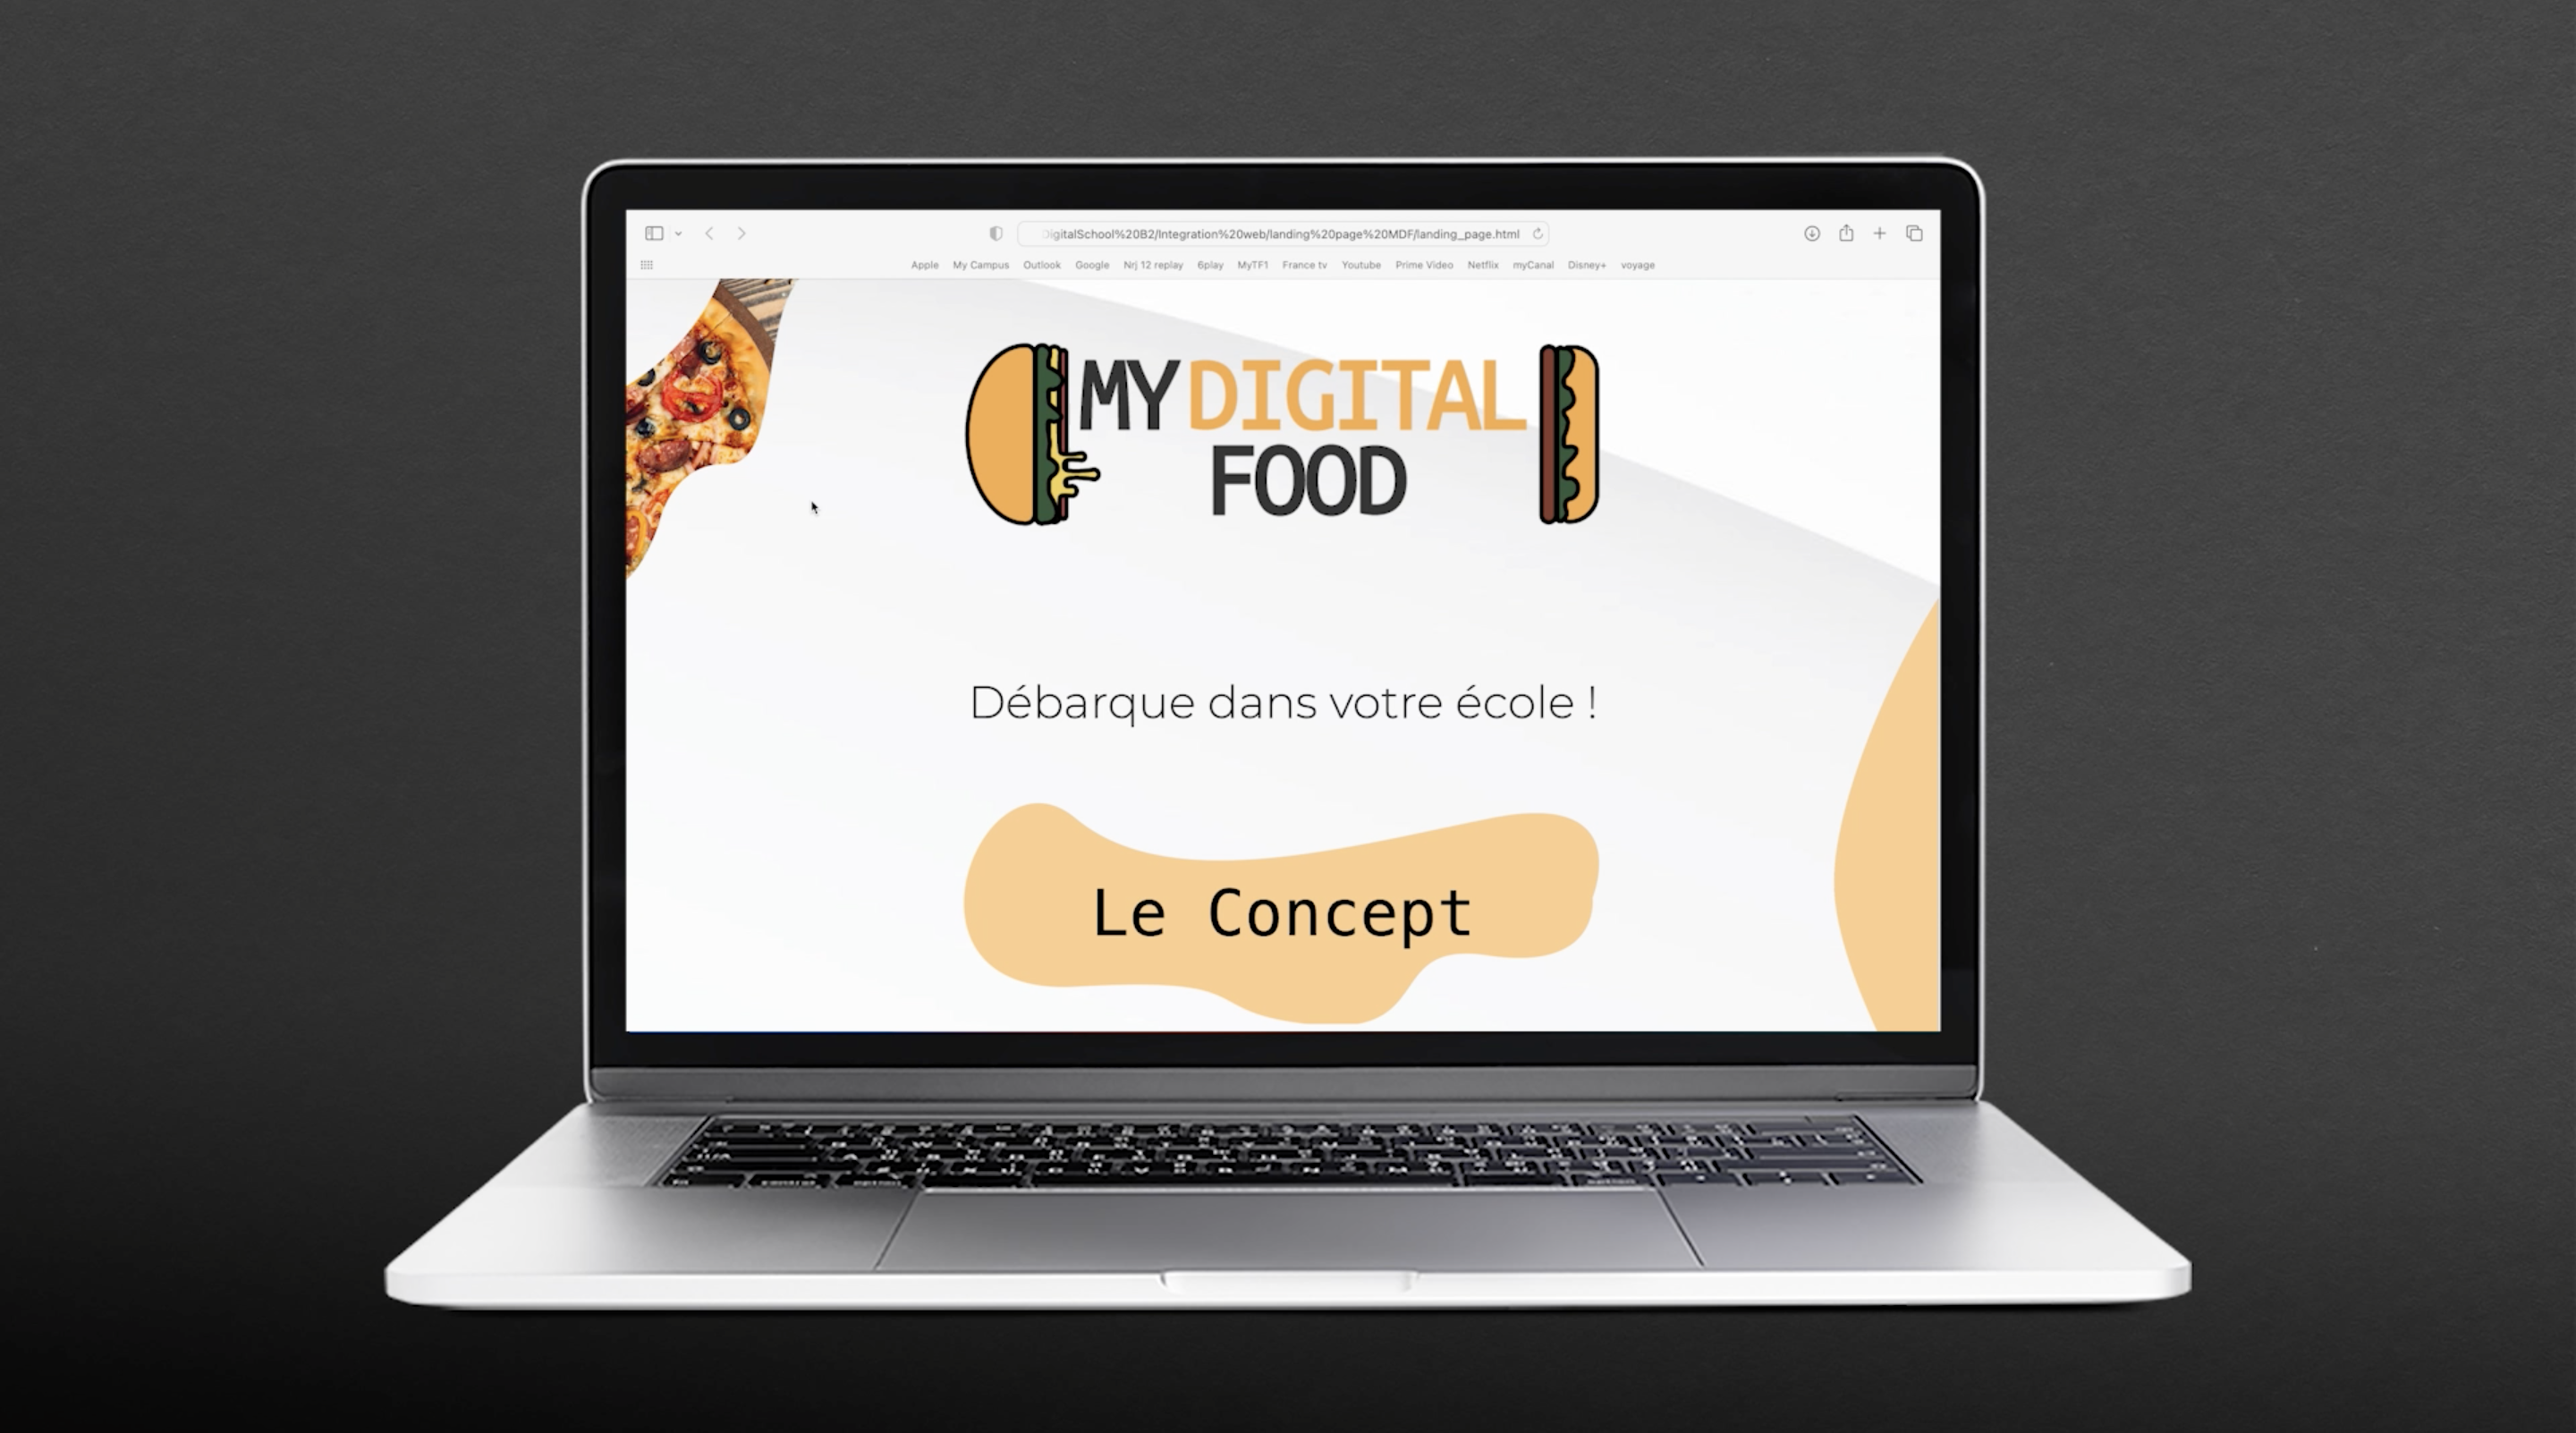 DigitalSchool%20B2/Integration%20web/landing%20page%20MDF/landing_page.html
Apple My Campus Outlook Google Nrj 12 replay 6play MyTF1 France tv Youtube Prime Video Netflix myCanal Disney+ voyage
MY DIGITAL
FOOD
Débarque dans votre école !
Le Concept